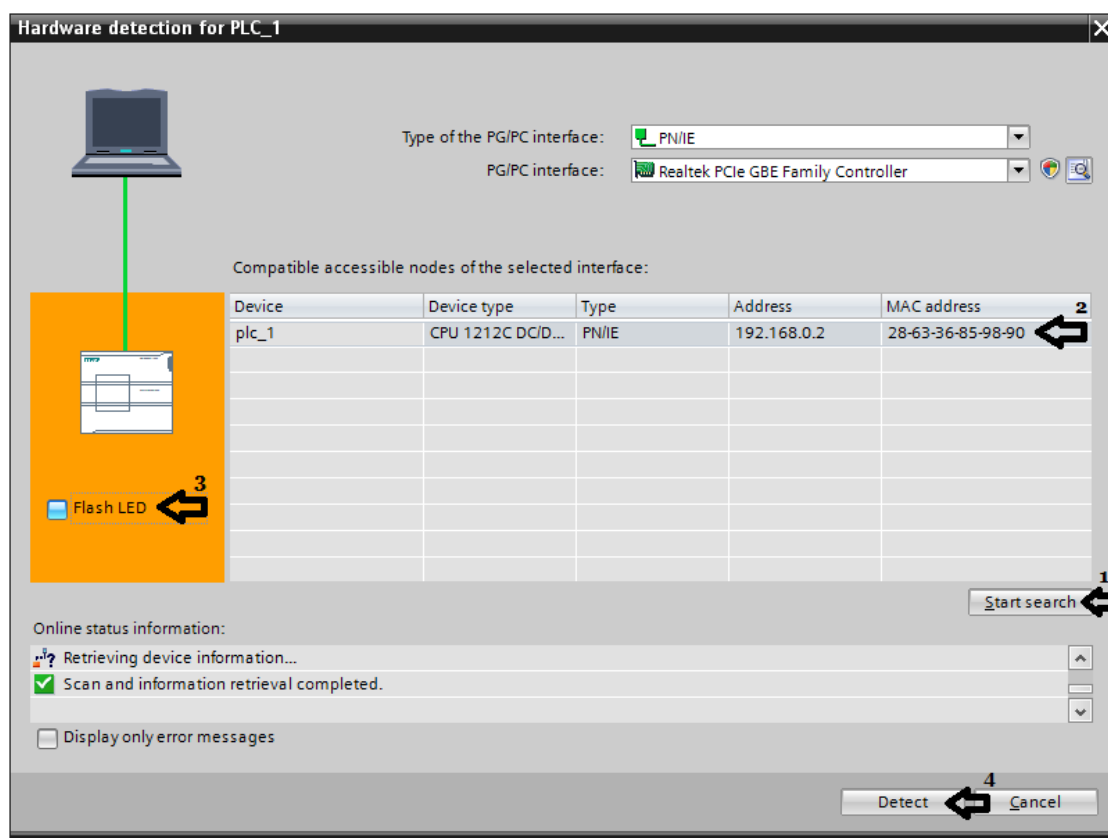 Hardware detection for PLC_1
Type of the PG/PC interface: PN/IE
PG/PC interface: Realtek PCIe GBE Family Controller
Compatible accessible nodes of the selected interface:
Device Device type Type Address MAC address 2
plc_1 CPU 1212C DC/D... PN/IE 192.168.0.2 28-63-36-85-98-90
3
Flash LED
1
Start search
Online status information:
? Retrieving device information...
Scan and information retrieval completed.
Display only error messages
4
Detect Cancel